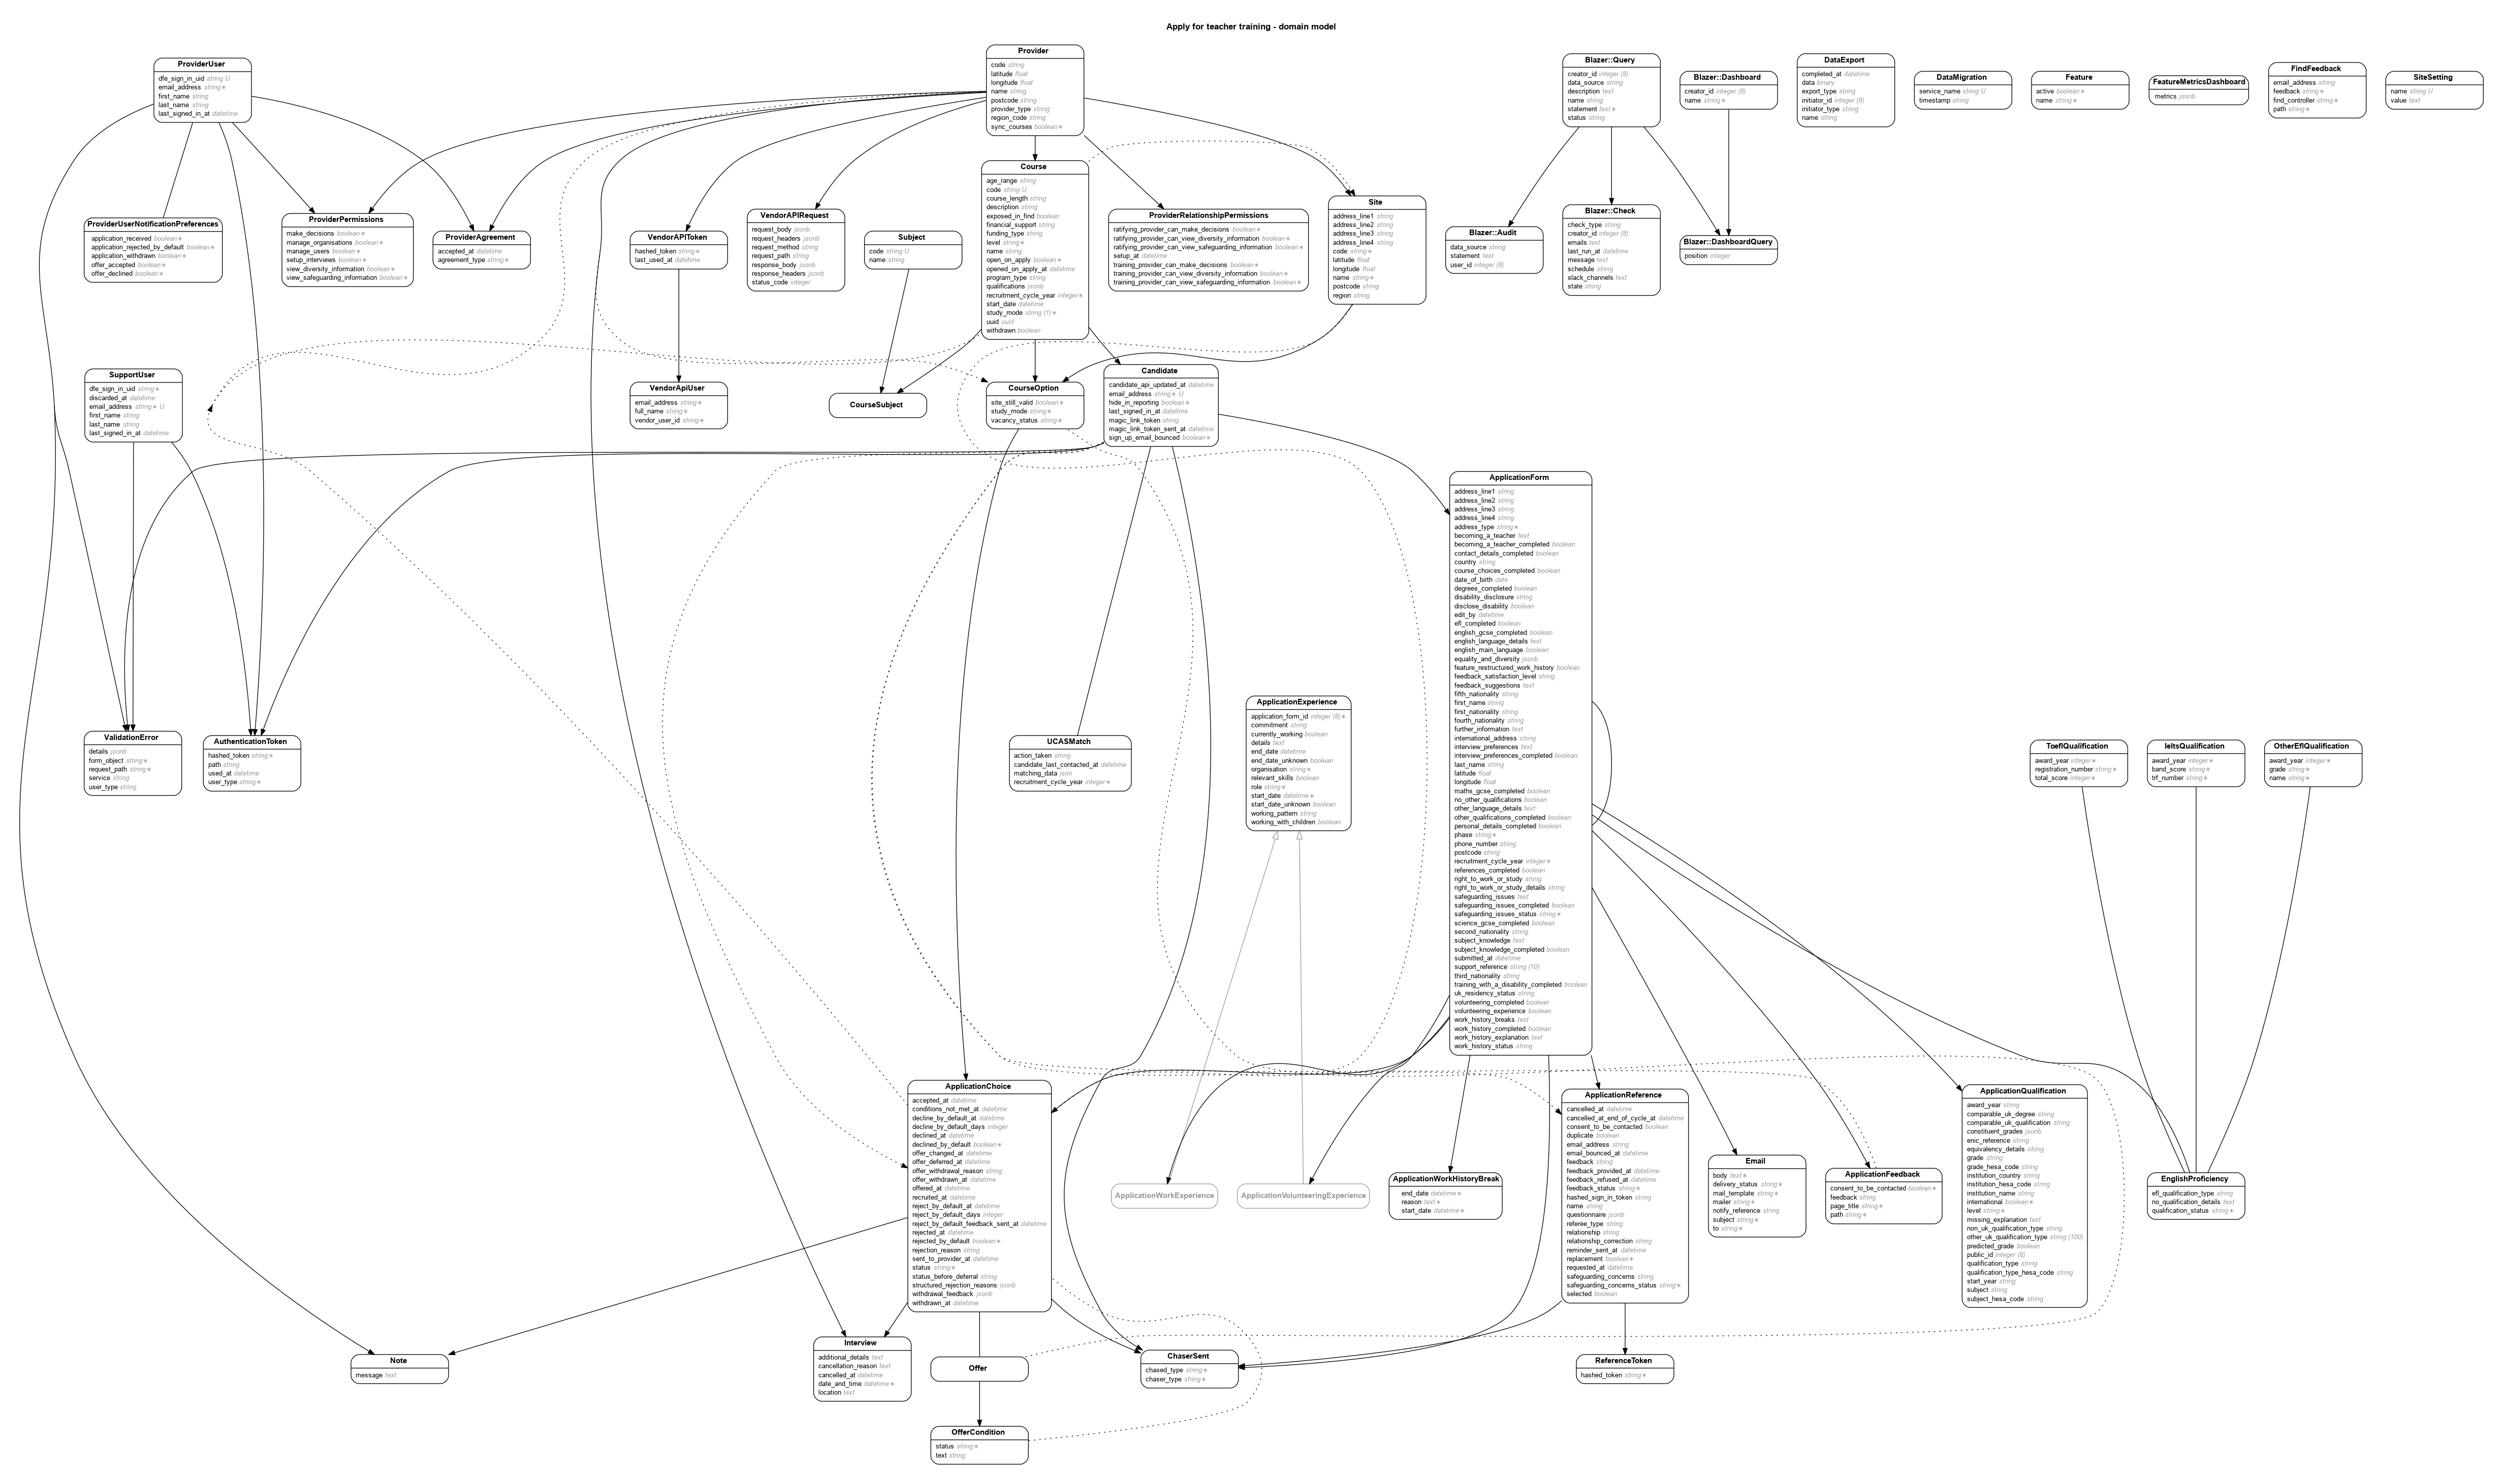 Apply for teacher training - domain model
ProviderUser
dfe_sign_in_uid string U
email_address string ∗
first_name string
last_name string
last_signed_in_at datetime
Provider
code string
latitude float
longitude float
name string
postcode string
provider_type string
region_code string
sync_courses boolean ∗
Blazer::Query
creator_id integer (8)
data_source string
description text
name string
statement text ∗
status string
Blazer::Dashboard
creator_id integer (8)
name string ∗
DataExport
completed_at datetime
data binary
export_type string
initiator_id integer (8)
initiator_type string
name string
DataMigration
service_name string U
timestamp string
Feature
active boolean ∗
name string ∗
FeatureMetricsDashboard
metrics jsonb
FindFeedback
email_address string
feedback string ∗
find_controller string ∗
path string ∗
SiteSetting
name string U
value text
ProviderUserNotificationPreferences
application_received boolean ∗
application_rejected_by_default boolean ∗
application_withdrawn boolean ∗
offer_accepted boolean ∗
offer_declined boolean ∗
ProviderPermissions
make_decisions boolean ∗
manage_organisations boolean ∗
manage_users boolean ∗
setup_interviews boolean ∗
view_diversity_information boolean ∗
view_safeguarding_information boolean ∗
ProviderAgreement
accepted_at datetime
agreement_type string ∗
VendorAPIToken
hashed_token string ∗
last_used_at datetime
VendorAPIRequest
request_body jsonb
request_headers jsonb
request_method string
request_path string
response_body jsonb
response_headers jsonb
status_code integer
Subject
code string U
name string
Course
age_range string
code string U
course_length string
description string
exposed_in_find boolean
financial_support string
funding_type string
level string ∗
name string
open_on_apply boolean ∗
opened_on_apply_at datetime
program_type string
qualifications jsonb
recruitment_cycle_year integer ∗
start_date datetime
study_mode string (1) ∗
uuid uuid
withdrawn boolean
ProviderRelationshipPermissions
ratifying_provider_can_make_decisions boolean ∗
ratifying_provider_can_view_diversity_information boolean ∗
ratifying_provider_can_view_safeguarding_information boolean ∗
setup_at datetime
training_provider_can_make_decisions boolean ∗
training_provider_can_view_diversity_information boolean ∗
training_provider_can_view_safeguarding_information boolean ∗
Site
address_line1 string
address_line2 string
address_line3 string
address_line4 string
code string ∗
latitude float
longitude float
name string ∗
postcode string
region string
Blazer::Audit
data_source string
statement text
user_id integer (8)
Blazer::Check
check_type string
creator_id integer (8)
emails text
last_run_at datetime
message text
schedule string
slack_channels text
state string
Blazer::DashboardQuery
position integer
SupportUser
dfe_sign_in_uid string ∗
discarded_at datetime
email_address string ∗ U
first_name string
last_name string
last_signed_in_at datetime
VendorApiUser
email_address string ∗
full_name string ∗
vendor_user_id string ∗
CourseSubject
CourseOption
site_still_valid boolean ∗
study_mode string ∗
vacancy_status string ∗
Candidate
candidate_api_updated_at datetime
email_address string ∗ U
hide_in_reporting boolean ∗
last_signed_in_at datetime
magic_link_token string
magic_link_token_sent_at datetime
sign_up_email_bounced boolean ∗
ApplicationForm
address_line1 string
address_line2 string
address_line3 string
address_line4 string
address_type string ∗
becoming_a_teacher text
becoming_a_teacher_completed boolean
contact_details_completed boolean
country string
course_choices_completed boolean
date_of_birth date
degrees_completed boolean
disability_disclosure string
disclose_disability boolean
edit_by datetime
efl_completed boolean
english_gcse_completed boolean
english_language_details text
english_main_language boolean
equality_and_diversity jsonb
feature_restructured_work_history boolean
feedback_satisfaction_level string
feedback_suggestions text
fifth_nationality string
first_name string
first_nationality string
fourth_nationality string
further_information text
international_address string
interview_preferences text
interview_preferences_completed boolean
last_name string
latitude float
longitude float
maths_gcse_completed boolean
no_other_qualifications boolean
other_language_details text
other_qualifications_completed boolean
personal_details_completed boolean
phase string ∗
phone_number string
postcode string
recruitment_cycle_year integer ∗
references_completed boolean
right_to_work_or_study string
right_to_work_or_study_details string
safeguarding_issues text
safeguarding_issues_completed boolean
safeguarding_issues_status string ∗
science_gcse_completed boolean
second_nationality string
subject_knowledge text
subject_knowledge_completed boolean
submitted_at datetime
support_reference string (10)
third_nationality string
training_with_a_disability_completed boolean
uk_residency_status string
volunteering_completed boolean
volunteering_experience boolean
work_history_breaks text
work_history_completed boolean
work_history_explanation text
work_history_status string
ValidationError
details jsonb
form_object string ∗
request_path string ∗
service string
user_type string
AuthenticationToken
hashed_token string ∗
path string
used_at datetime
user_type string ∗
UCASMatch
action_taken string
candidate_last_contacted_at datetime
matching_data json
recruitment_cycle_year integer ∗
ApplicationExperience
application_form_id integer (8) ∗
commitment string
currently_working boolean
details text
end_date datetime
end_date_unknown boolean
organisation string ∗
relevant_skills boolean
role string ∗
start_date datetime ∗
start_date_unknown boolean
working_pattern string
working_with_children boolean
ToeflQualification
award_year integer ∗
registration_number string ∗
total_score integer ∗
IeltsQualification
award_year integer ∗
band_score string ∗
trf_number string ∗
OtherEflQualification
award_year integer ∗
grade string ∗
name string ∗
ApplicationChoice
accepted_at datetime
conditions_not_met_at datetime
decline_by_default_at datetime
decline_by_default_days integer
declined_at datetime
declined_by_default boolean ∗
offer_changed_at datetime
offer_deferred_at datetime
offer_withdrawal_reason string
offer_withdrawn_at datetime
offered_at datetime
recruited_at datetime
reject_by_default_at datetime
reject_by_default_days integer
reject_by_default_feedback_sent_at datetime
rejected_at datetime
rejected_by_default boolean ∗
rejection_reason string
sent_to_provider_at datetime
status string ∗
status_before_deferral string
structured_rejection_reasons jsonb
withdrawal_feedback jsonb
withdrawn_at datetime
ApplicationWorkExperience
ApplicationVolunteeringExperience
ApplicationWorkHistoryBreak
end_date datetime ∗
reason text ∗
start_date datetime ∗
ApplicationReference
cancelled_at datetime
cancelled_at_end_of_cycle_at datetime
consent_to_be_contacted boolean
duplicate boolean
email_address string
email_bounced_at datetime
feedback string
feedback_provided_at datetime
feedback_refused_at datetime
feedback_status string ∗
hashed_sign_in_token string
name string
questionnaire jsonb
referee_type string
relationship string
relationship_correction string
reminder_sent_at datetime
replacement boolean ∗
requested_at datetime
safeguarding_concerns string
safeguarding_concerns_status string ∗
selected boolean
Email
body text ∗
delivery_status string ∗
mail_template string ∗
mailer string ∗
notify_reference string
subject string ∗
to string ∗
ApplicationFeedback
consent_to_be_contacted boolean ∗
feedback string
page_title string ∗
path string ∗
ApplicationQualification
award_year string
comparable_uk_degree string
comparable_uk_qualification string
constituent_grades jsonb
enic_reference string
equivalency_details string
grade string
grade_hesa_code string
institution_country string
institution_hesa_code string
institution_name string
international boolean ∗
level string ∗
missing_explanation text
non_uk_qualification_type string
other_uk_qualification_type string (100)
predicted_grade boolean
public_id integer (8)
qualification_type string
qualification_type_hesa_code string
start_year string
subject string
subject_hesa_code string
EnglishProficiency
efl_qualification_type string
no_qualification_details text
qualification_status string ∗
Note
message text
Interview
additional_details text
cancellation_reason text
cancelled_at datetime
date_and_time datetime ∗
location text
Offer
ChaserSent
chased_type string ∗
chaser_type string ∗
ReferenceToken
hashed_token string ∗
OfferCondition
status string ∗
text string